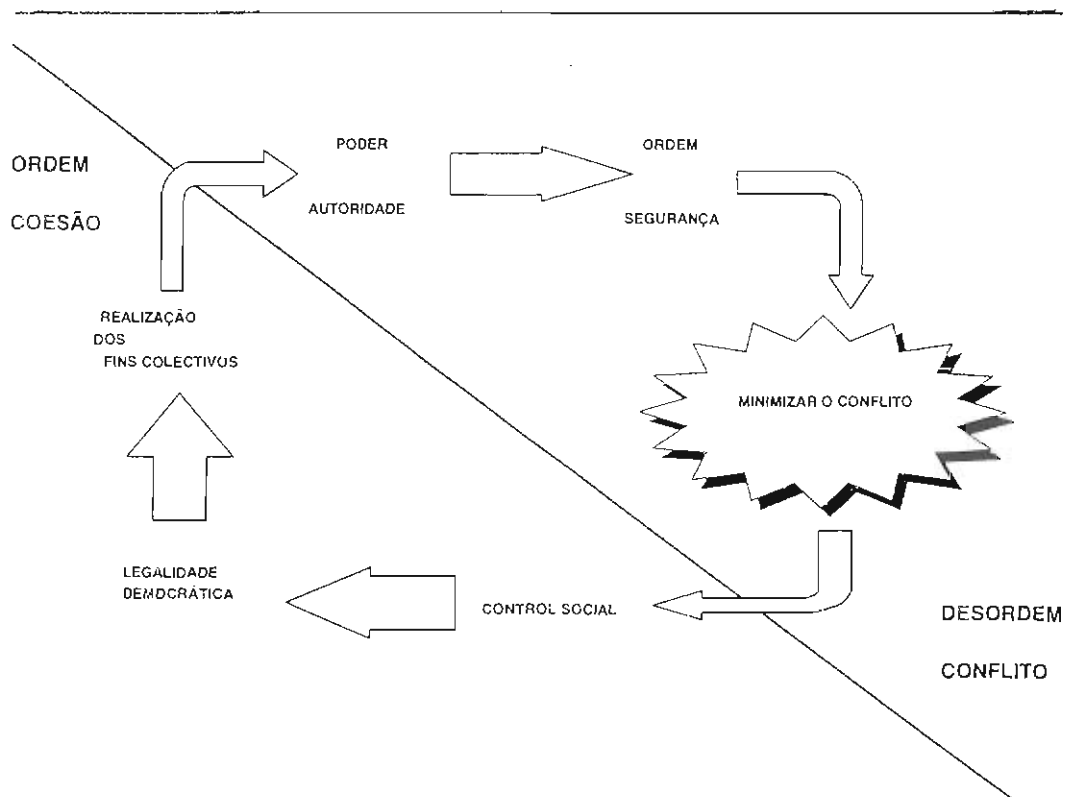 PODER
ORDEM
ORDEM
COESÃO
AUTORIDADE
SEGURANÇA
REALIZAÇÃO
DOS
FINS COLECTIVOS
MINIMIZAR O CONFLITO
LEGALIDADE
DEMOCRÁTICA
CONTROL SOCIAL
DESORDEM
CONFLITO